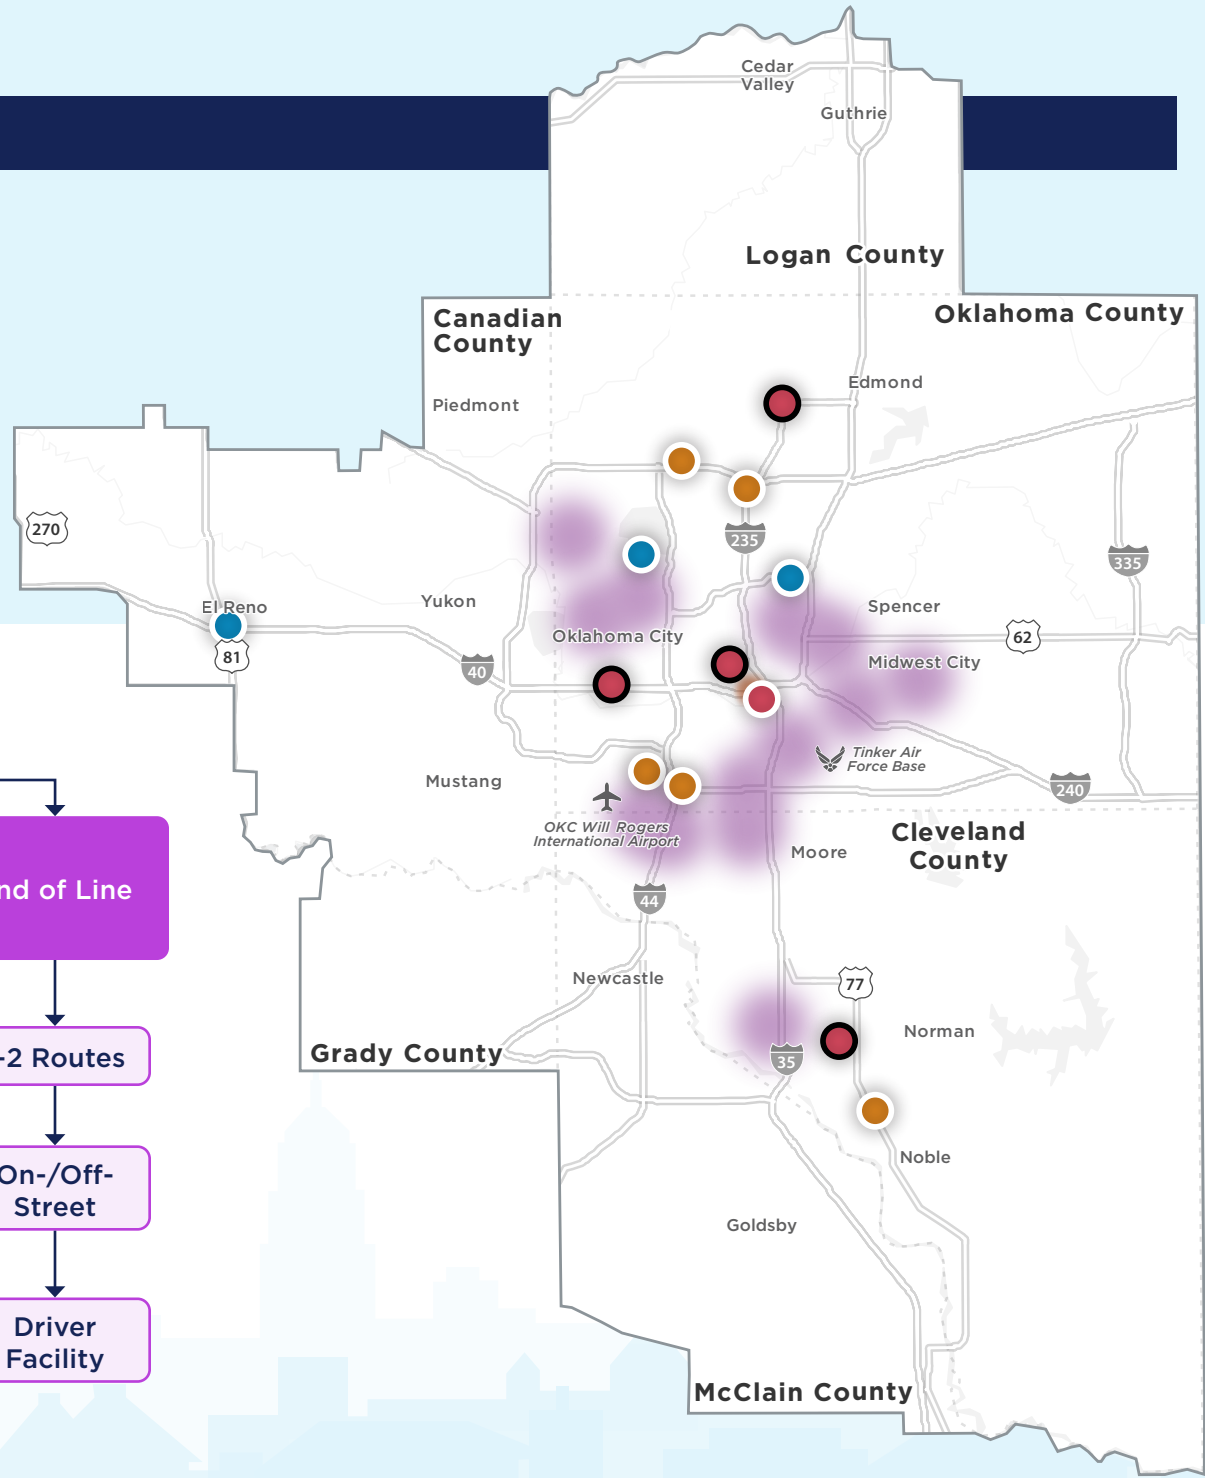 Cedar
Valley
Guthrie
Logan County
Canadian
County
Oklahoma County
Edmond
Piedmont
270
235
335
El Reno
Yukon
Spencer
62
Oklahoma City
81
40
Midwest City
Tinker Air
Force Base
Mustang
240
OKC Will Rogers
International Airport
Cleveland
County
Moore
44
Newcastle
77
Norman
Grady County
35
Noble
Goldsby
McClain County
nd of Line
-2 Routes
On-/Off-
Street
Driver
Facility